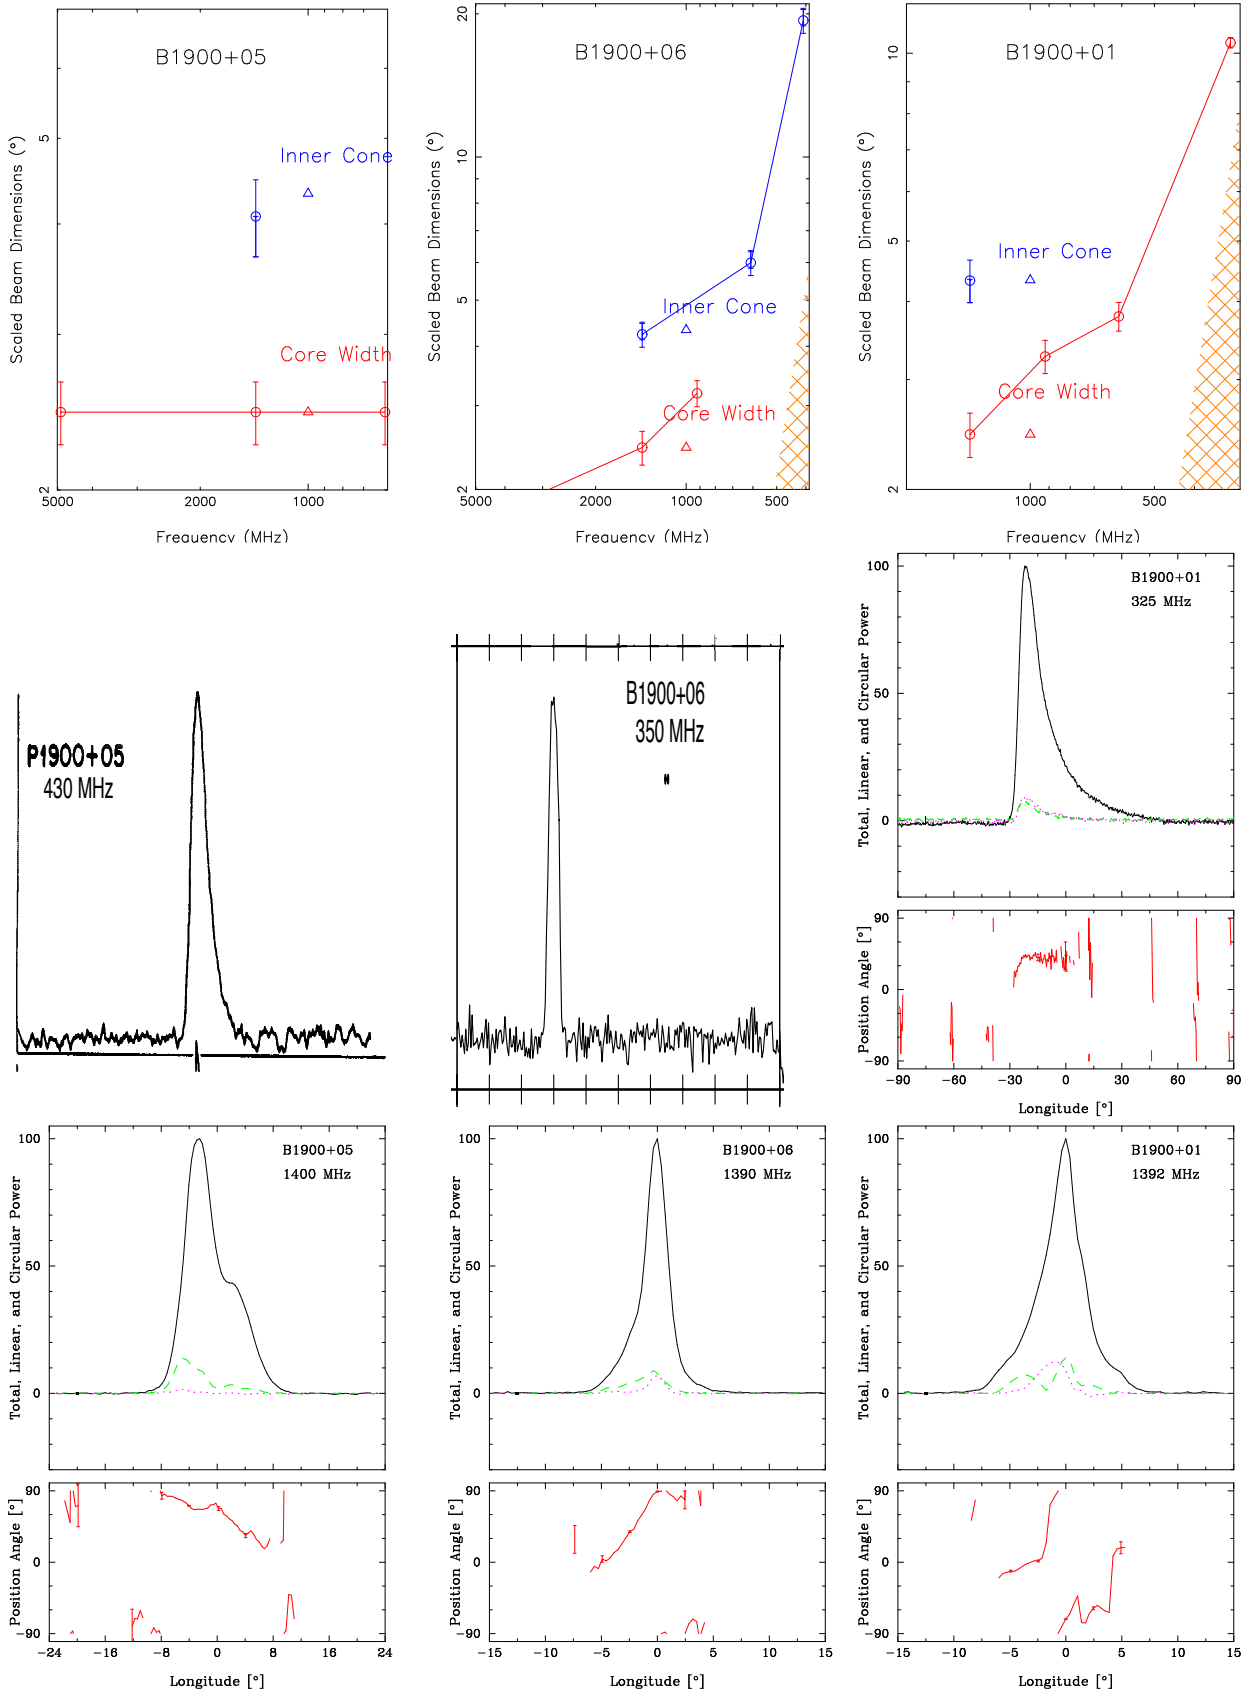 B1900+05
5
2
Inner Cone
Core Width
Scaled Beam Dimensions (°)
5000
2000
1000
Frequency (MHz)
B1900+06
20
10
5
2
Inner Cone
Core Width
Scaled Beam Dimensions (°)
5000
2000
1000
500
Frequency (MHz)
B1900+01
10
5
2
Inner Cone
Core Width
Scaled Beam Dimensions (°)
1000
500
Frequency (MHz)
P1900+05
430 MHz
B1900+06
350 MHz
B1900+01
325 MHz
100
50
0
Total, Linear, and Circular Power
90
0
−90
Position Angle [°]
−90 −60 −30 0 30 60 90
Longitude [°]
B1900+05
1400 MHz
100
50
0
Total, Linear, and Circular Power
90
0
−90
Position Angle [°]
−24 −16 −8 0 8 16 24
Longitude [°]
B1900+06
1390 MHz
100
50
0
Total, Linear, and Circular Power
90
0
−90
Position Angle [°]
−15 −10 −5 0 5 10 15
Longitude [°]
B1900+01
1392 MHz
100
50
0
Total, Linear, and Circular Power
90
0
−90
Position Angle [°]
−15 −10 −5 0 5 10 15
Longitude [°]